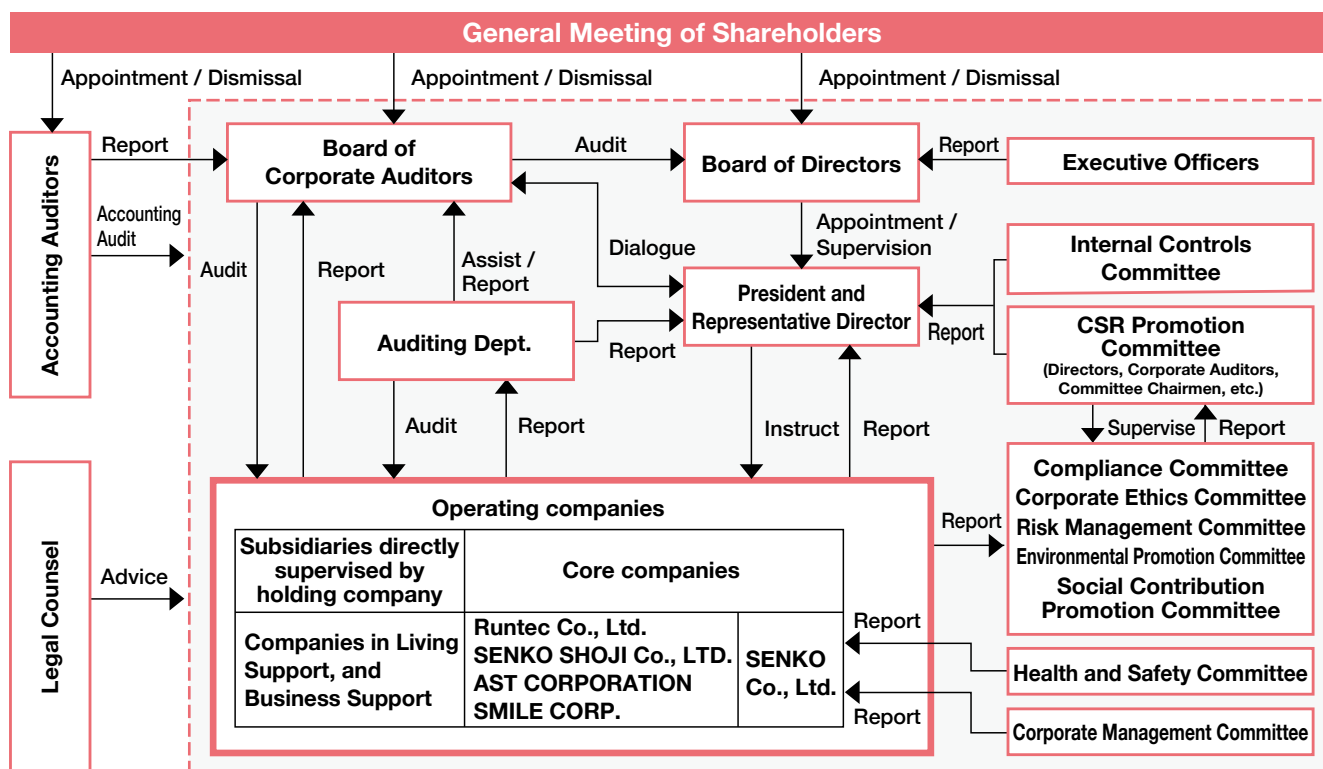 General Meeting of Shareholders
Appointment / Dismissal
Appointment / Dismissal
Appointment / Dismissal
Accounting Auditors
Report
Board of
Corporate Auditors
Audit
Board of Directors
Report
Executive Officers
Accounting
Audit
Audit
Report
Assist /
Report
Dialogue
Appointment /
Supervision
Internal Controls
Committee
President and
Representative Director
Report
CSR Promotion
Committee
(Directors, Corporate Auditors,
Committee Chairmen, etc.)
Auditing Dept.
Report
Audit
Report
Instruct
Report
Supervise
Report
Legal Counsel
Advice
Operating companies
Subsidiaries directly
supervised by
holding company
Core companies
Companies in Living
Support, and
Business Support
Runtec Co., Ltd.
SENKO SHOJI Co., LTD.
AST CORPORATION
SMILE CORP.
SENKO
Co., Ltd.
Report
Compliance Committee
Corporate Ethics Committee
Risk Management Committee
Environmental Promotion Committee
Social Contribution
Promotion Committee
Report
Health and Safety Committee
Report
Corporate Management Committee